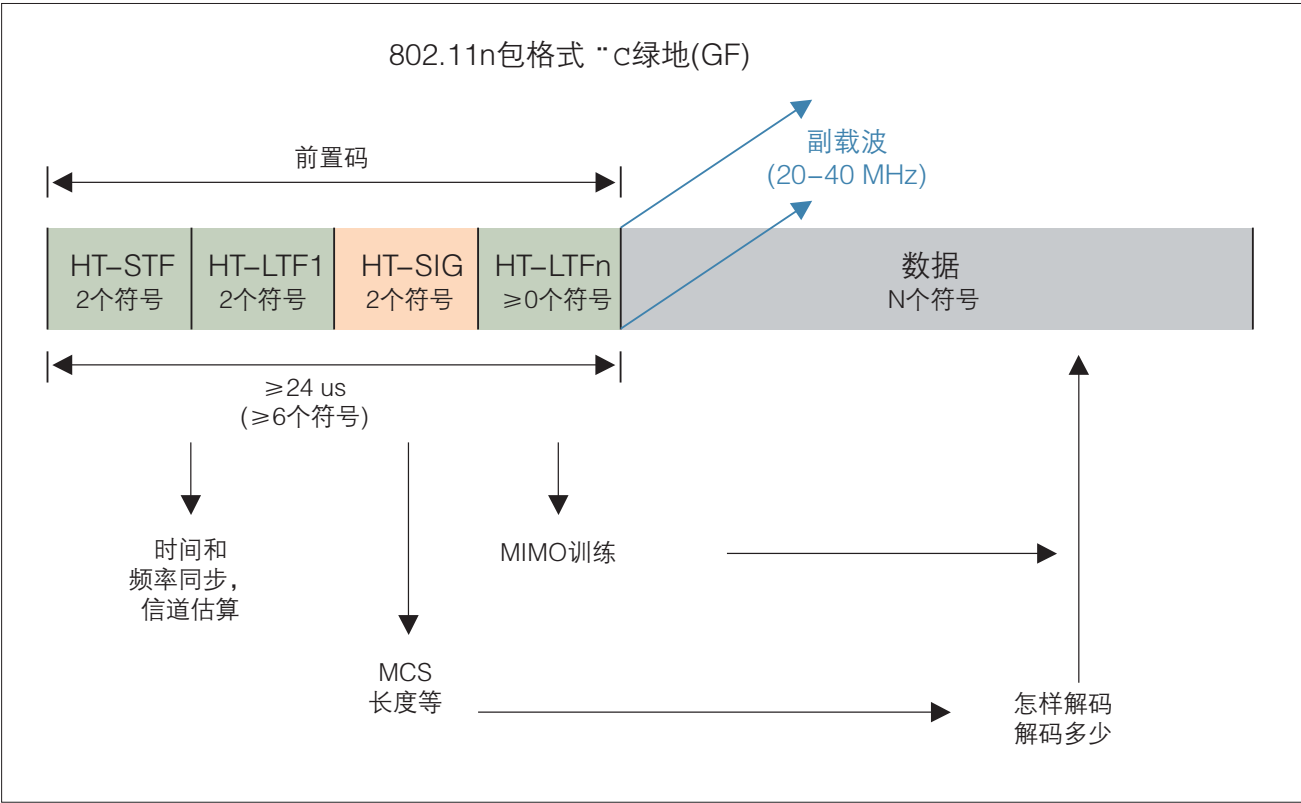 802.11n包格式 ¨c绿地(GF)
前置码
副载波
(20–40 MHz)
HT–STF
2个符号
HT–LTF1
2个符号
HT–SIG
2个符号
HT–LTFn
≥0个符号
数据
N个符号
≥24 us
(≥6个符号)
时间和
频率同步，
信道估算
MIMO训练
MCS
长度等
怎样解码
解码多少